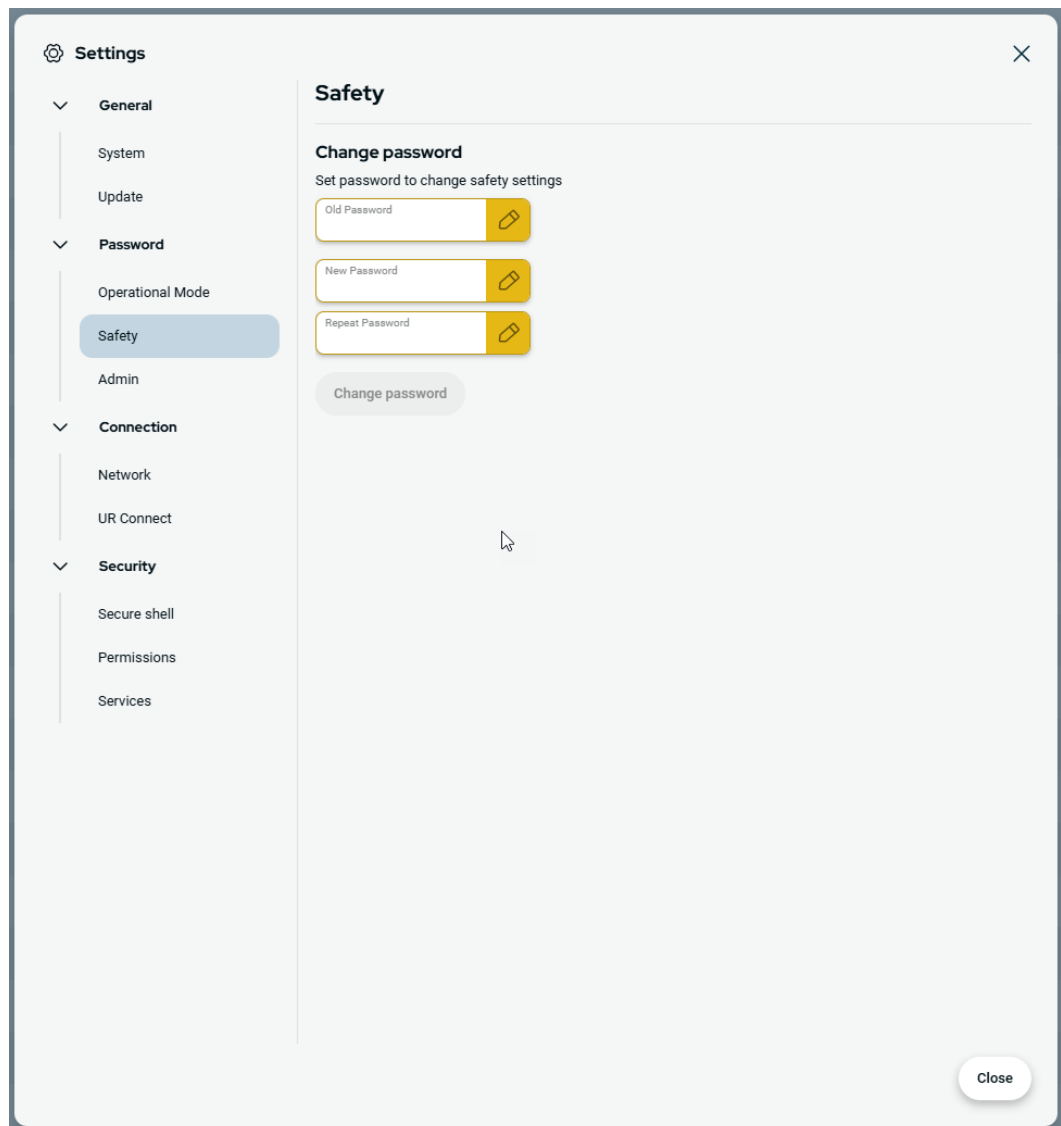 Settings
General
System
Update
Password
Operational Mode
Safety
Admin
Connection
Network
UR Connect
Security
Secure shell
Permissions
Services
Safety
Change password
Set password to change safety settings
Old Password
New Password
Repeat Password
Change password
Close